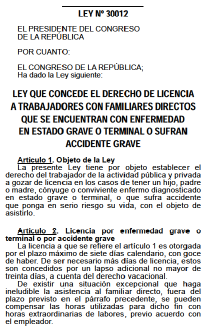 LEY Nº 30012
EL PRESIDENTE DEL CONGRESO
DE LA REPÚBLICA
POR CUANTO:
EL CONGRESO DE LA REPÚBLICA;
Ha dado la Ley siguiente:
LEY QUE CONCEDE EL DERECHO DE LICENCIA
A TRABAJADORES CON FAMILIARES DIRECTOS
QUE SE ENCUENTRAN CON ENFERMEDAD
EN ESTADO GRAVE O TERMINAL O SUFRAN
ACCIDENTE GRAVE
Artículo 1. Objeto de la Ley
La presente Ley tiene por objeto establecer el
derecho del trabajador de la actividad pública y privada
a gozar de licencia en los casos de tener un hijo, padre
o madre, cónyuge o conviviente enfermo diagnosticado
en estado grave o terminal, o que sufra accidente
que ponga en serio riesgo su vida, con el objeto de
asistirlo.
Artículo 2. Licencia por enfermedad grave o
terminal o por accidente grave
La licencia a que se refiere el artículo 1 es otorgada
por el plazo máximo de siete días calendario, con goce
de haber. De ser necesario más días de licencia, estos
son concedidos por un lapso adicional no mayor de
treinta días, a cuenta del derecho vacacional.
De existir una situación excepcional que haga
ineludible la asistencia al familiar directo, fuera del
plazo previsto en el párrafo precedente, se pueden
compensar las horas utilizadas para dicho fin con
horas extraordinarias de labores, previo acuerdo con
el empleador.